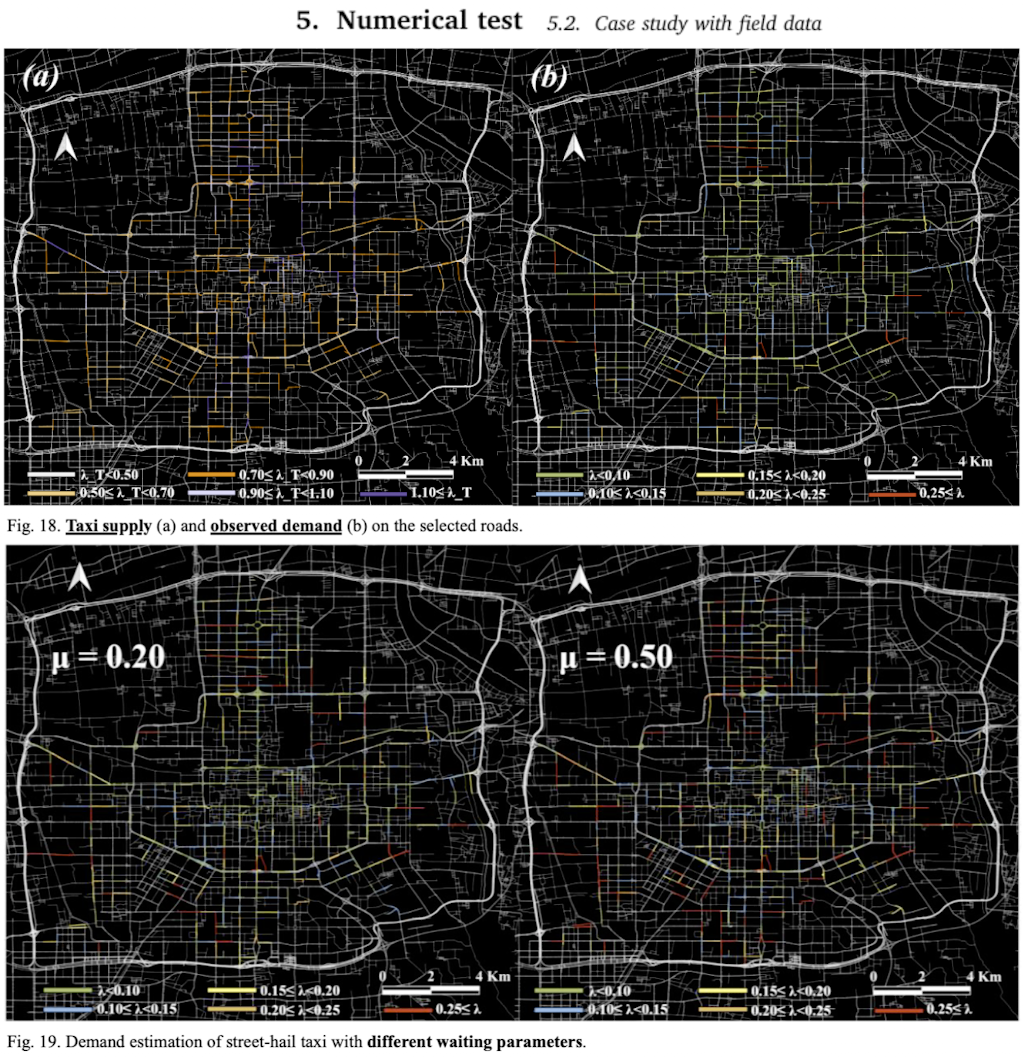 5. Numerical test 5.2. Case study with field data
(a)
(b)
0 2 4 Km
λ_T<0.50 0.70≤ λ_T<0.90
0.50≤ λ_T<0.70 0.90≤ λ_T<1.10 1.10≤ λ_T
0 2 4 Km
λ<0.10 0.15≤ λ<0.20
0.10≤ λ<0.15 0.20≤ λ<0.25 0.25≤ λ
Fig. 18. Taxi supply (a) and observed demand (b) on the selected roads.
μ = 0.20
μ = 0.50
0 2 4 Km
λ<0.10 0.15≤ λ<0.20
0.10≤ λ<0.15 0.20≤ λ<0.25 0.25≤ λ
0 2 4 Km
λ<0.10 0.15≤ λ<0.20
0.10≤ λ<0.15 0.20≤ λ<0.25 0.25≤ λ
Fig. 19. Demand estimation of street-hail taxi with different waiting parameters.